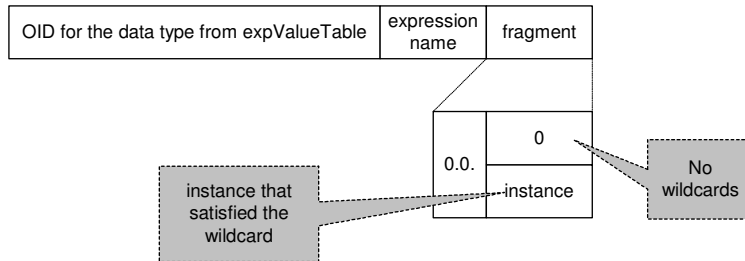 OID for the data type from expValueTable
expression
name
fragment
0.0.
0
instance
instance that
satisfied the
wildcard
No
wildcards